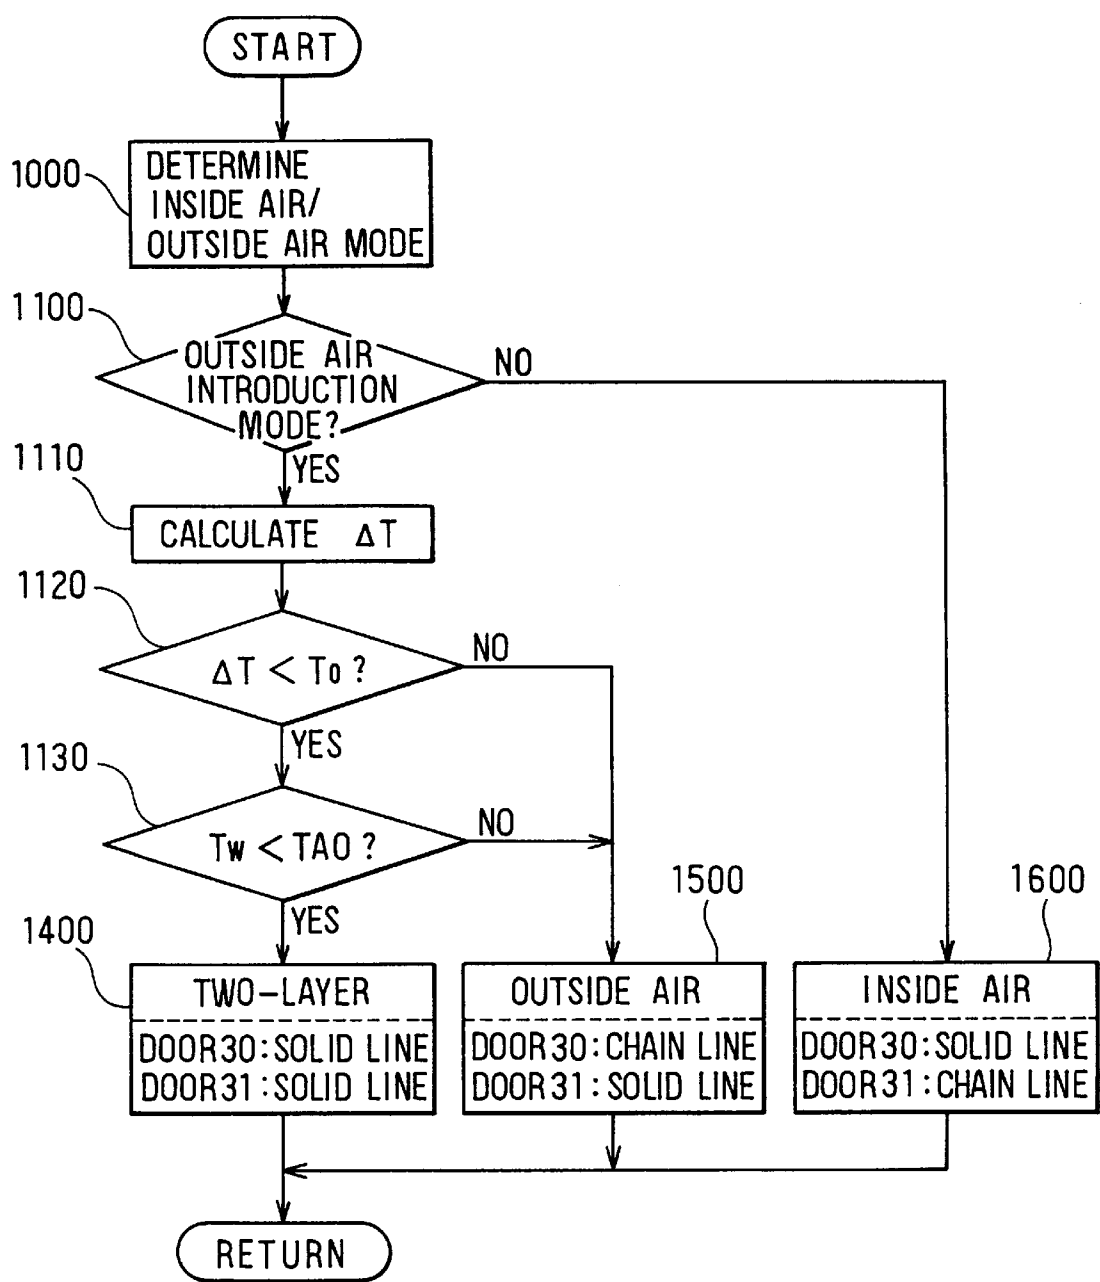 START
1000
DETERMINE
INSIDE AIR/
OUTSIDE AIR MODE
1100
OUTSIDE AIR
INTRODUCTION
MODE?
NO
YES
1110
CALCULATE ΔT
1120
ΔT < To ?
NO
YES
1130
Tw < TAO ?
NO
YES
1400
TWO-LAYER
DOOR30:SOLID LINE
DOOR31:SOLID LINE
1500
OUTSIDE AIR
DOOR30:CHAIN LINE
DOOR31:SOLID LINE
1600
INSIDE AIR
DOOR30:SOLID LINE
DOOR31:CHAIN LINE
RETURN